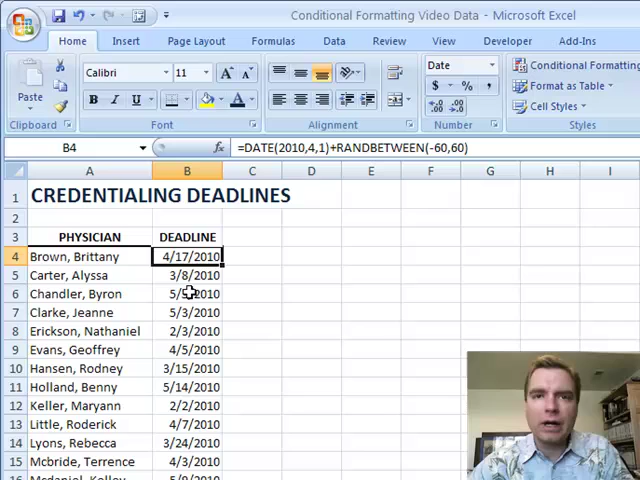 Conditional Formatting Video Data - Microsoft Excel
Home Insert Page Layout Formulas Data Review View Developer Add-Ins
Paste
Clipboard
Calibri 11
B I U
Font
Alignment
Date
$ % ,
Number
Conditional Formatting
Format as Table
Cell Styles
Styles
B4 fx =DATE(2010,4,1)+RANDBETWEEN(-60,60)
A B C D E F G H I
1 CREDENTIALING DEADLINES
2
3 PHYSICIAN DEADLINE
4 Brown, Brittany 4/17/2010
5 Carter, Alyssa 3/8/2010
6 Chandler, Byron 2010
7 Clarke, Jeanne 5/3/2010
8 Erickson, Nathaniel 2/3/2010
9 Evans, Geoffrey 4/5/2010
10 Hansen, Rodney 3/15/2010
11 Holland, Benny 5/14/2010
12 Keller, Maryann 2/2/2010
13 Little, Roderick 4/7/2010
14 Lyons, Rebecca 3/24/2010
15 Mcbride, Terrence 4/3/2010